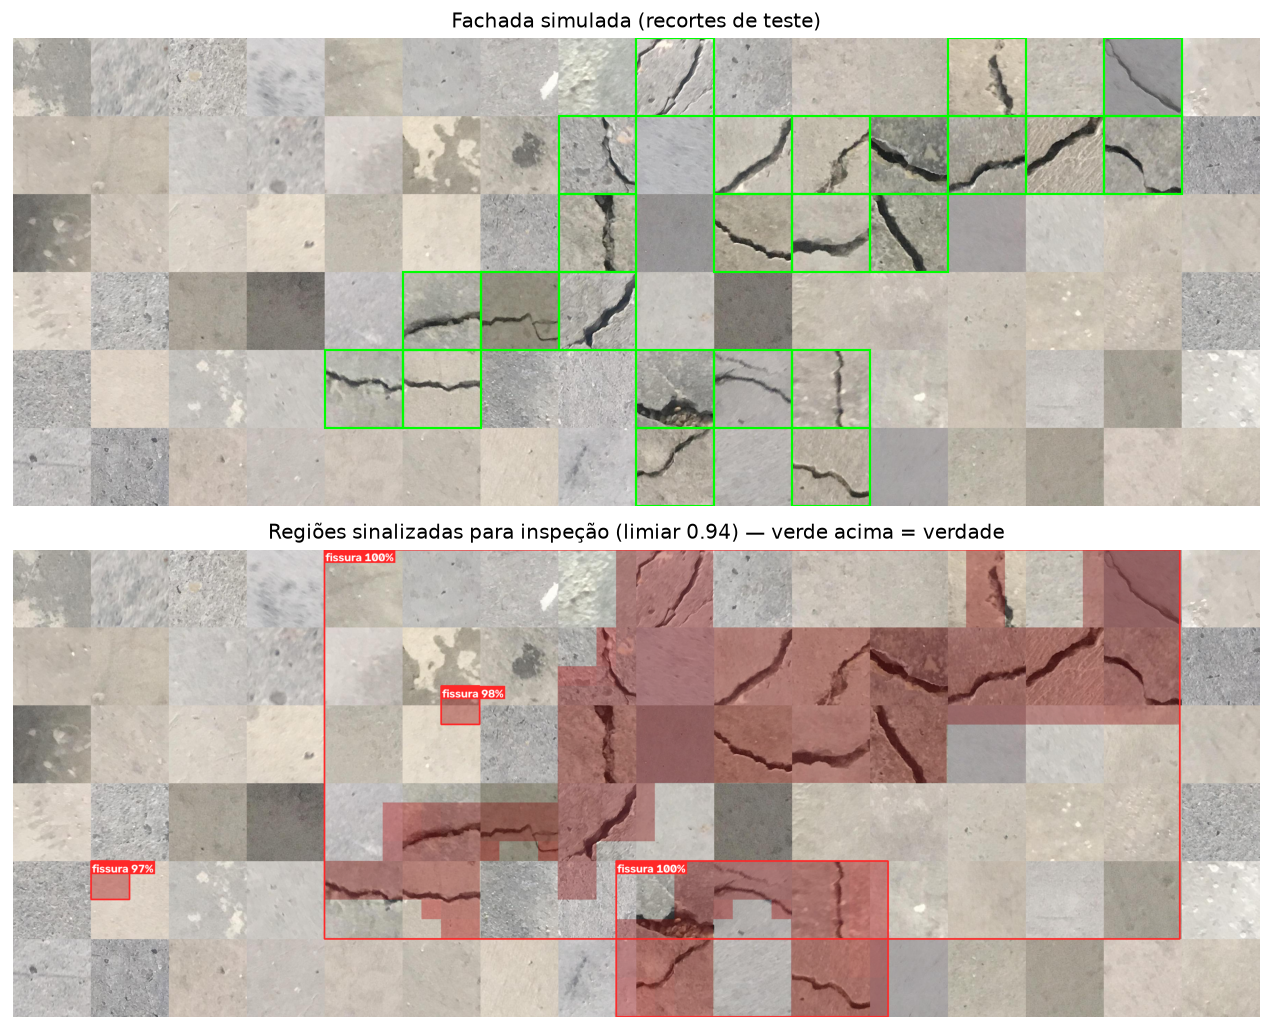 Fachada simulada (recortes de teste)
Regiões sinalizadas para inspeção (limiar 0.94) — verde acima = verdade
fissura 100%
fissura 98%
fissura 97%
fissura 100%